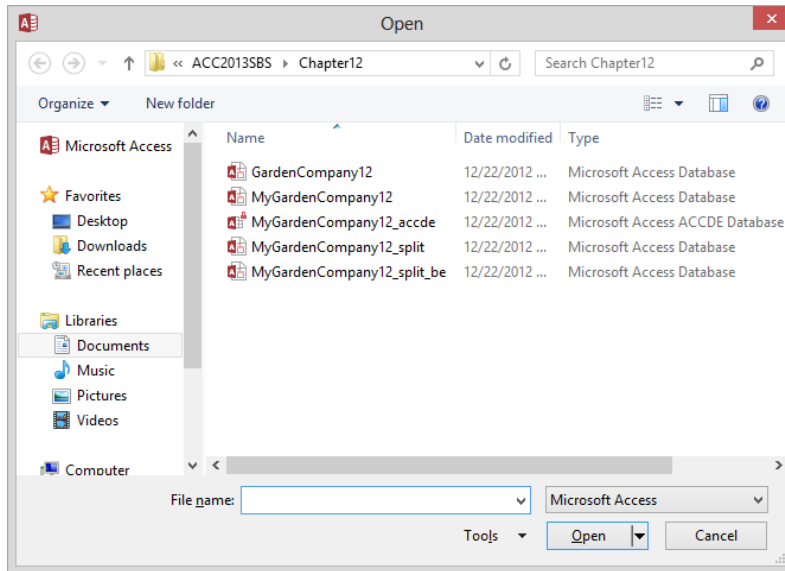 Open
« ACC2013SBS Chapter12
Search Chapter12
Organize
New folder
Name
Date modified
Type
Microsoft Access
Favorites
Desktop
Downloads
Recent places
Libraries
Documents
Music
Pictures
Videos
Computer
GardenCompany12 12/22/2012 ... Microsoft Access Database
MyGardenCompany12 12/22/2012 ... Microsoft Access Database
MyGardenCompany12_accde 12/22/2012 ... Microsoft Access ACCDE Database
MyGardenCompany12_split 12/22/2012 ... Microsoft Access Database
MyGardenCompany12_split_be 12/22/2012 ... Microsoft Access Database
File name:
Microsoft Access
Tools
Open
Cancel